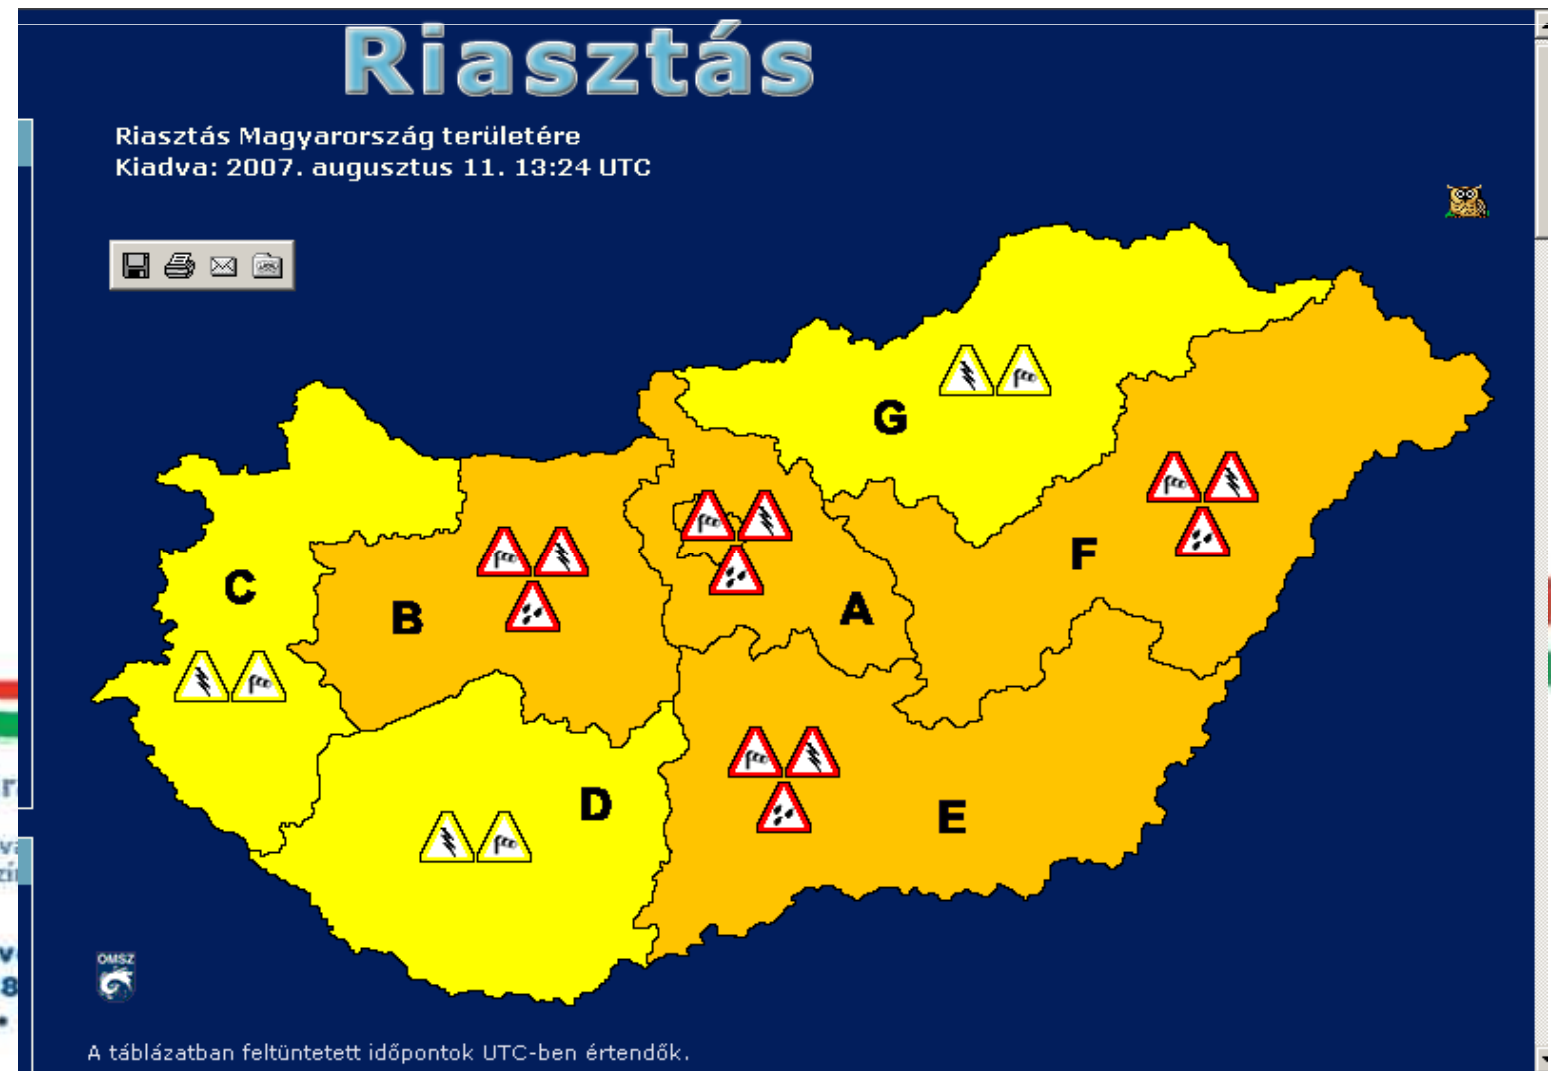 Riasztás
Riasztás Magyarország területére
Kiadva: 2007. augusztus 11. 13:24 UTC
G
F
C
B
A
D
E
OMSZ
A táblázatban feltüntetett időpontok UTC-ben értendők.